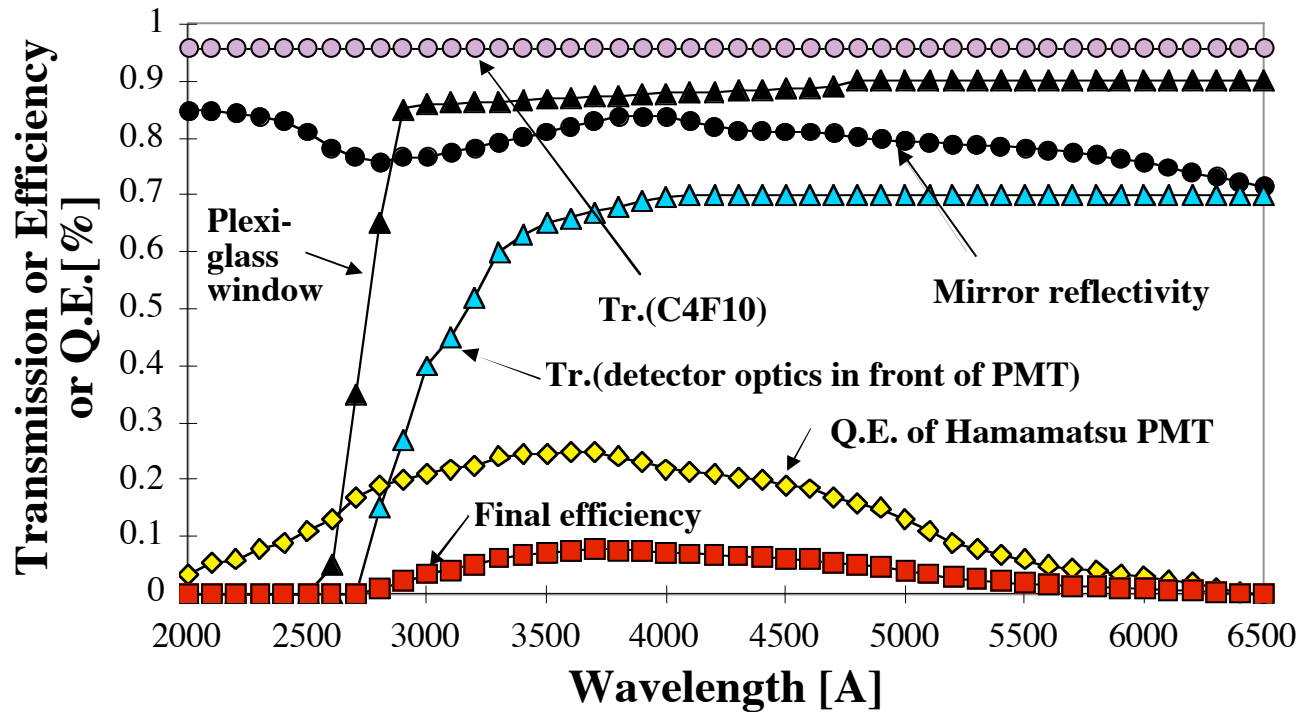 Transmission or Efficiency
or Q.E.[%]
1
0.9
0.8
0.7
0.6
0.5
0.4
0.3
0.2
0.1
0
Plexi-
glass
window
Tr.(C4F10)
Mirror reflectivity
Tr.(detector optics in front of PMT)
Q.E. of Hamamatsu PMT
Final efficiency
2000 2500 3000 3500 4000 4500 5000 5500 6000 6500
Wavelength [A]